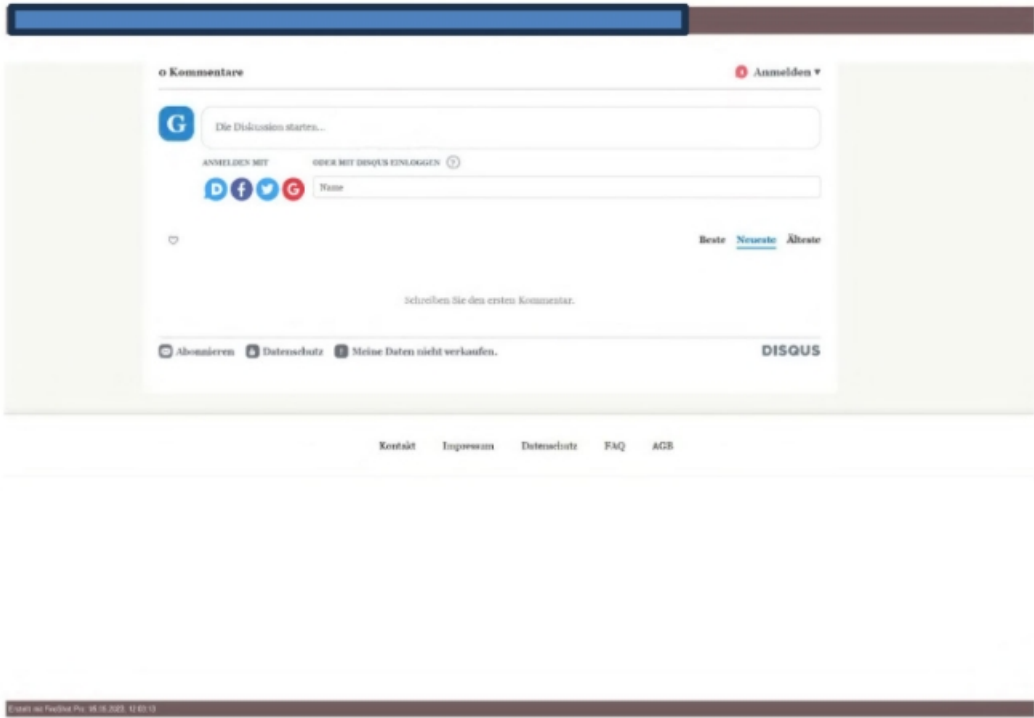 0 Kommentare
Anmelden
G
Die Diskussion starten...
ANMELDEN MIT
ODER MIT DISQUS EINLOGGEN ?
D f G
Name
Beste Neueste Älteste
Schreiben Sie den ersten Kommentar.
Abonnieren Datenschutz Meine Daten nicht verkaufen.
DISQUS
Kontakt Impressum Datenschutz FAQ AGB